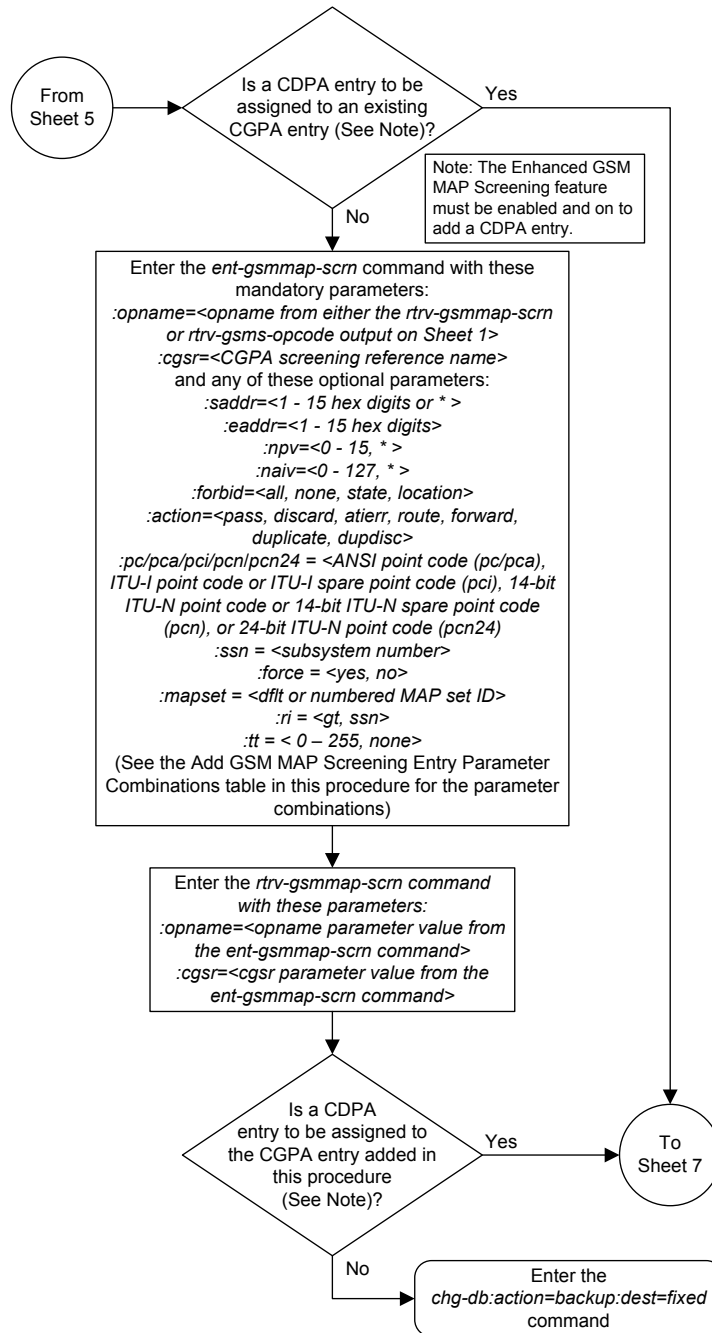 From
Sheet 5
Is a CDPA entry to be
assigned to an existing
CGPA entry (See Note)?
Yes
Note: The Enhanced GSM
MAP Screening feature
must be enabled and on to
add a CDPA entry.
No
Enter the ent-gsmmap-scrn command with these
mandatory parameters:
:opname=<opname from either the rtrv-gsmmap-scrn
or rtrv-gsms-opcode output on Sheet 1>
:cgsr=<CGPA screening reference name>
and any of these optional parameters:
:saddr=<1 - 15 hex digits or * >
:eaddr=<1 - 15 hex digits>
:npv=<0 - 15, * >
:naiv=<0 - 127, * >
:forbid=<all, none, state, location>
:action=<pass, discard, atierr, route, forward,
duplicate, dupdisc>
:pc/pca/pci/pcn/pcn24 = <ANSI point code (pc/pca),
ITU-I point code or ITU-I spare point code (pci), 14-bit
ITU-N point code or 14-bit ITU-N spare point code
(pcn), or 24-bit ITU-N point code (pcn24)
:ssn = <subsystem number>
:force = <yes, no>
:mapset = <dflt or numbered MAP set ID>
:ri = <gt, ssn>
:tt = < 0 – 255, none>
(See the Add GSM MAP Screening Entry Parameter
Combinations table in this procedure for the parameter
combinations)
Enter the rtrv-gsmmap-scrn command
with these parameters:
:opname=<opname parameter value from
the ent-gsmmap-scrn command>
:cgsr=<cgsr parameter value from the
ent-gsmmap-scrn command>
Is a CDPA
entry to be assigned to
the CGPA entry added in
this procedure
(See Note)?
Yes
To
Sheet 7
No
Enter the
chg-db:action=backup:dest=fixed
command